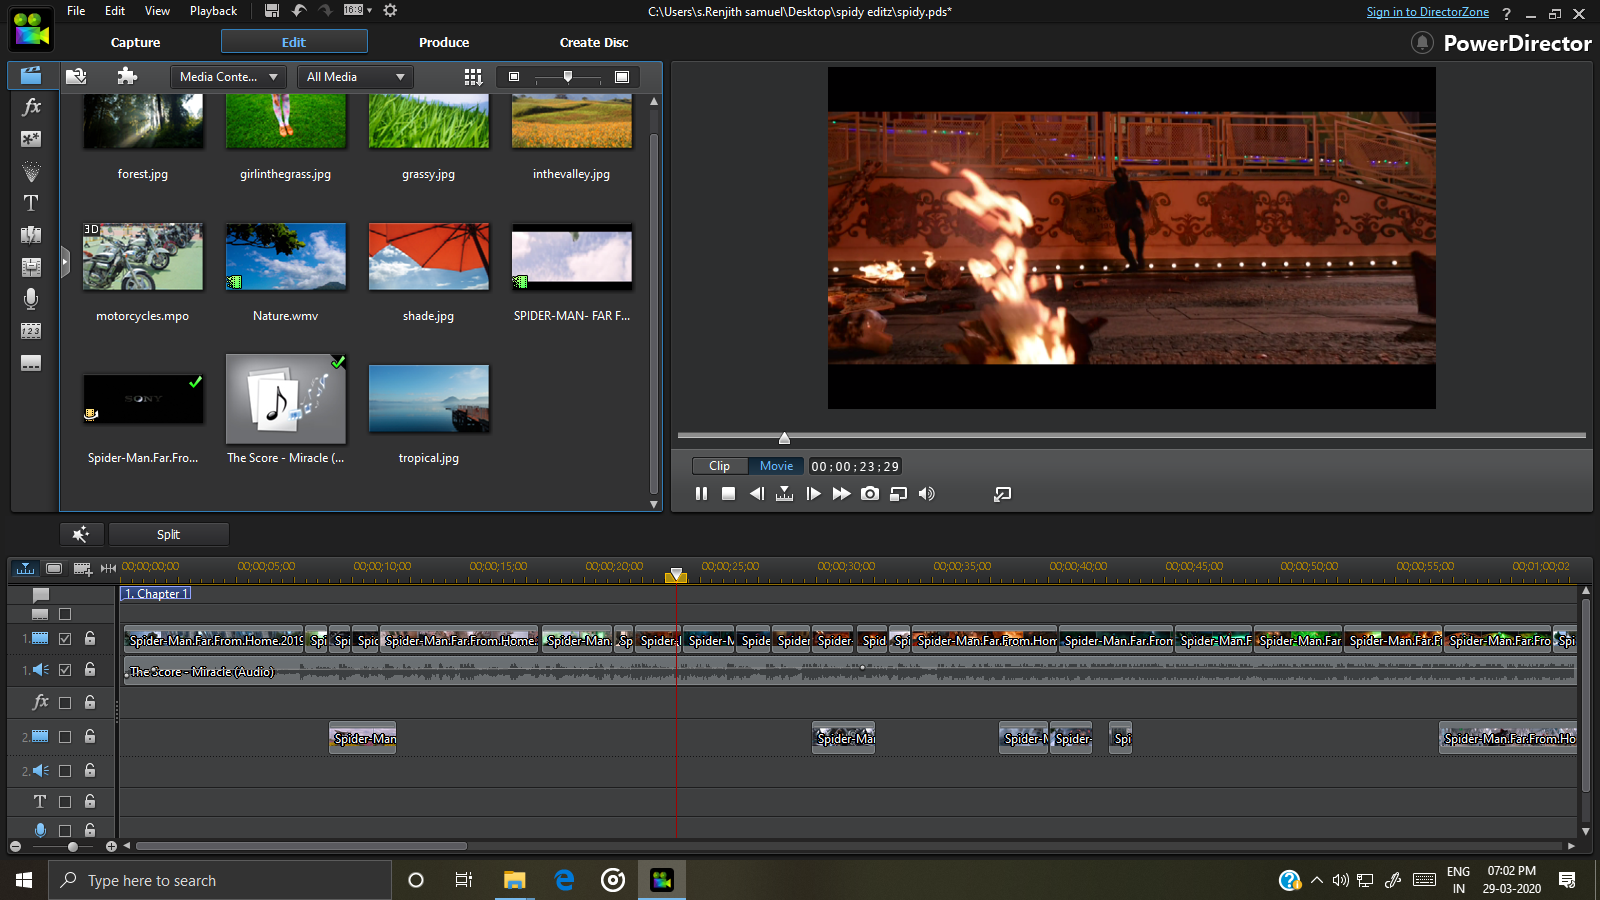 File Edit View Playback 16:9 C:\Users\s.Renjith samuel\Desktop\spidy editz\spidy.pds* Sign in to DirectorZone ?
Capture Edit Produce Create Disc PowerDirector
Media Conte... All Media
fx
forest.jpg girlinthegrass.jpg grassy.jpg inthevalley.jpg
T
3D
motorcycles.mpo Nature.wmv shade.jpg SPIDER-MAN- FAR F...
1 2 3
SONY
Spider-Man.Far.Fro... The Score - Miracle (... tropical.jpg
Clip Movie 00;00;23;29
Split
00;00;00;00 00;00;05;00 00;00;10;00 00;00;15;00 00;00;20;00 00;00;25;00 00;00;30;00 00;00;35;00 00;00;40;00 00;00;45;00 00;00;50;00 00;00;55;00 00;01;00;02
1. Chapter 1
1. Spider-Man.Far.From.Home.2019 Spi Spi Spid Spider-Man.Far.From.Home. Spider-Man. Sp Spider- Spider-M Spide Spider Spider- Spid Sp Spider-Man.Far.From.Hom Spider-Man.Far.From Spider-Man.F Spider-Man.Far Spider-Man.Far.F Spider-Man.Far.Fro Spi
1. The Score - Miracle (Audio)
fx
2. Spider-Man Spider-Mar Spider-M Spider- Spi Spider-Man.Far.From.Ho
2.
T
Type here to search
ENG
IN
07:02 PM
29-03-2020